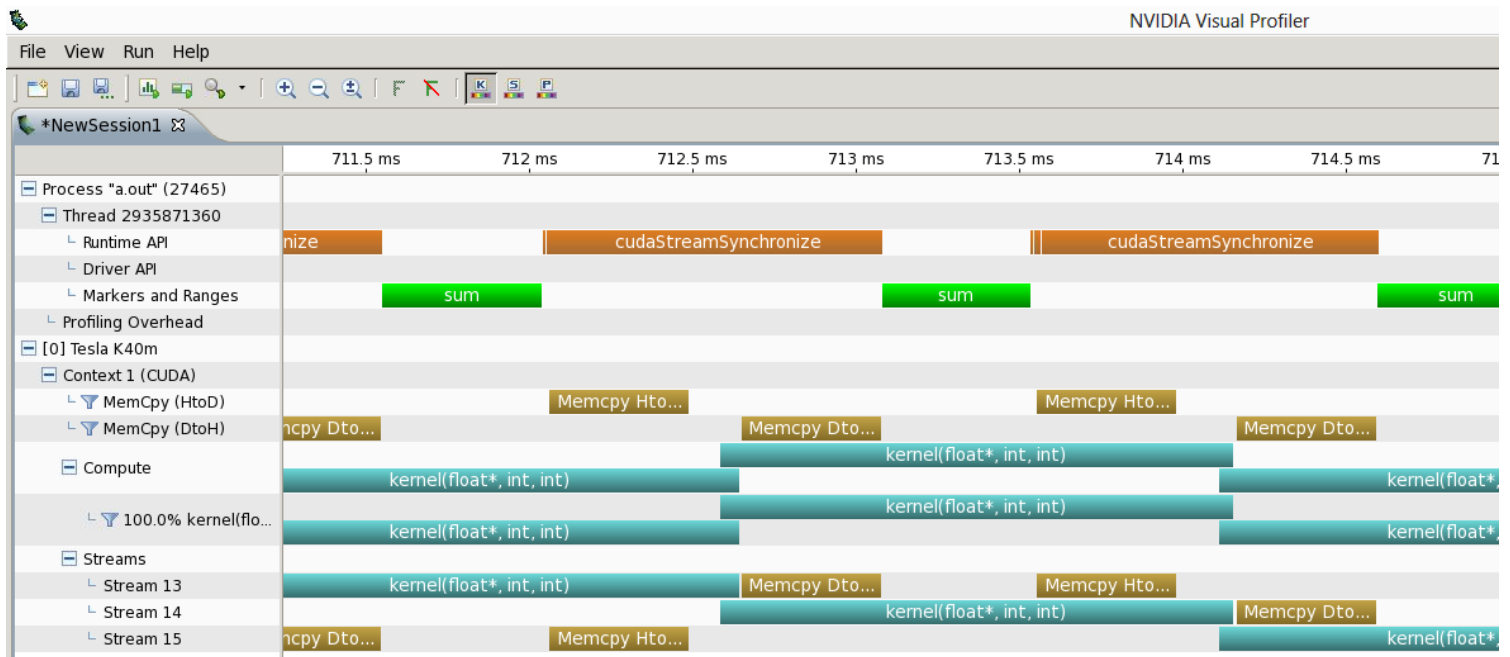 NVIDIA Visual Profiler
File View Run Help
K S P
*NewSession1
711.5 ms 712 ms 712.5 ms 713 ms 713.5 ms 714 ms 714.5 ms 71
Process "a.out" (27465)
Thread 2935871360
Runtime API nize cudaStreamSynchronize cudaStreamSynchronize
Driver API
Markers and Ranges sum sum sum
Profiling Overhead
[0] Tesla K40m
Context 1 (CUDA)
MemCpy (HtoD) Memcpy Hto... Memcpy Hto...
MemCpy (DtoH) mcpy Dto... Memcpy Dto... Memcpy Dto...
kernel(float*, int, int)
Compute
kernel(float*, int, int) kernel(float*,
kernel(float*, int, int)
100.0% kernel(flo...
kernel(float*, int, int) kernel(float*,
Streams
Stream 13 kernel(float*, int, int) Memcpy Dto... Memcpy Hto...
Stream 14 kernel(float*, int, int) Memcpy Dto...
Stream 15 mcpy Dto... Memcpy Hto... kernel(float*,